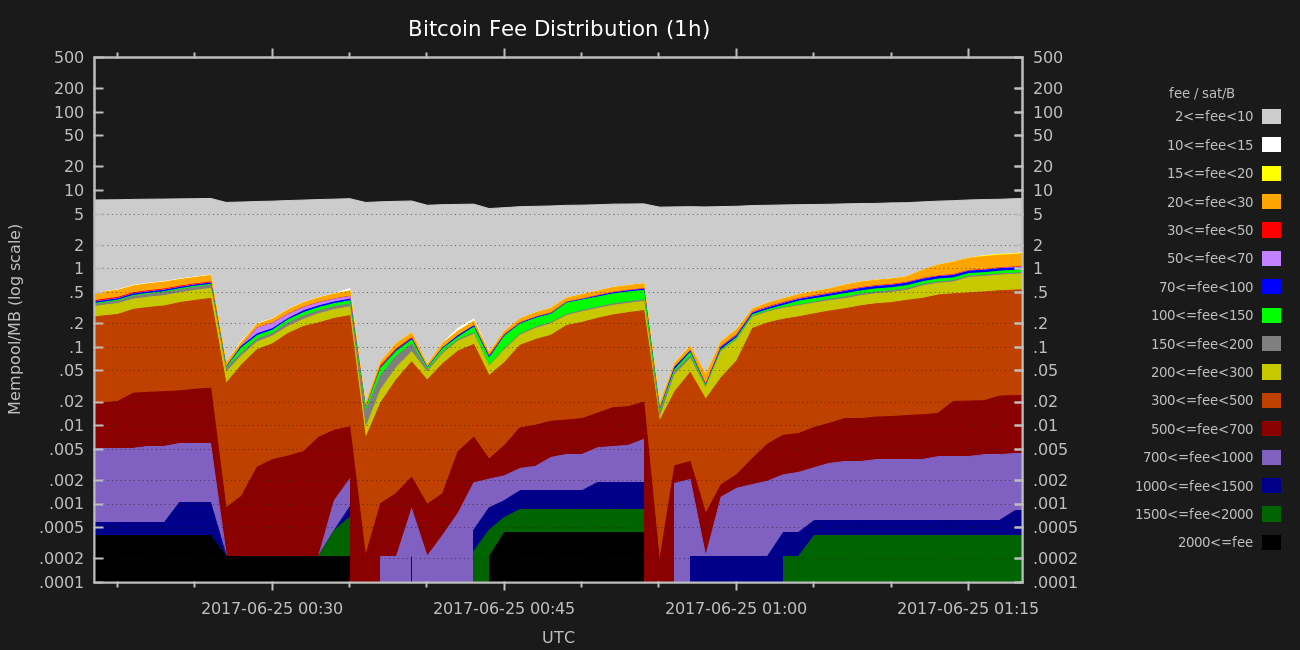 Bitcoin Fee Distribution (1h)
500 500
200 200
100 100
50 50
20 20
10 10
5 5
2 2
1 1
.5 .5
.2 .2
.1 .1
.05 .05
.02 .02
.01 .01
.005 .005
.002 .002
.001 .001
.0005 .0005
.0002 .0002
.0001 .0001
Mempool/MB (log scale)
2017-06-25 00:30 2017-06-25 00:45 2017-06-25 01:00 2017-06-25 01:15
UTC
fee / sat/B
2<=fee<10
10<=fee<15
15<=fee<20
20<=fee<30
30<=fee<50
50<=fee<70
70<=fee<100
100<=fee<150
150<=fee<200
200<=fee<300
300<=fee<500
500<=fee<700
700<=fee<1000
1000<=fee<1500
1500<=fee<2000
2000<=fee